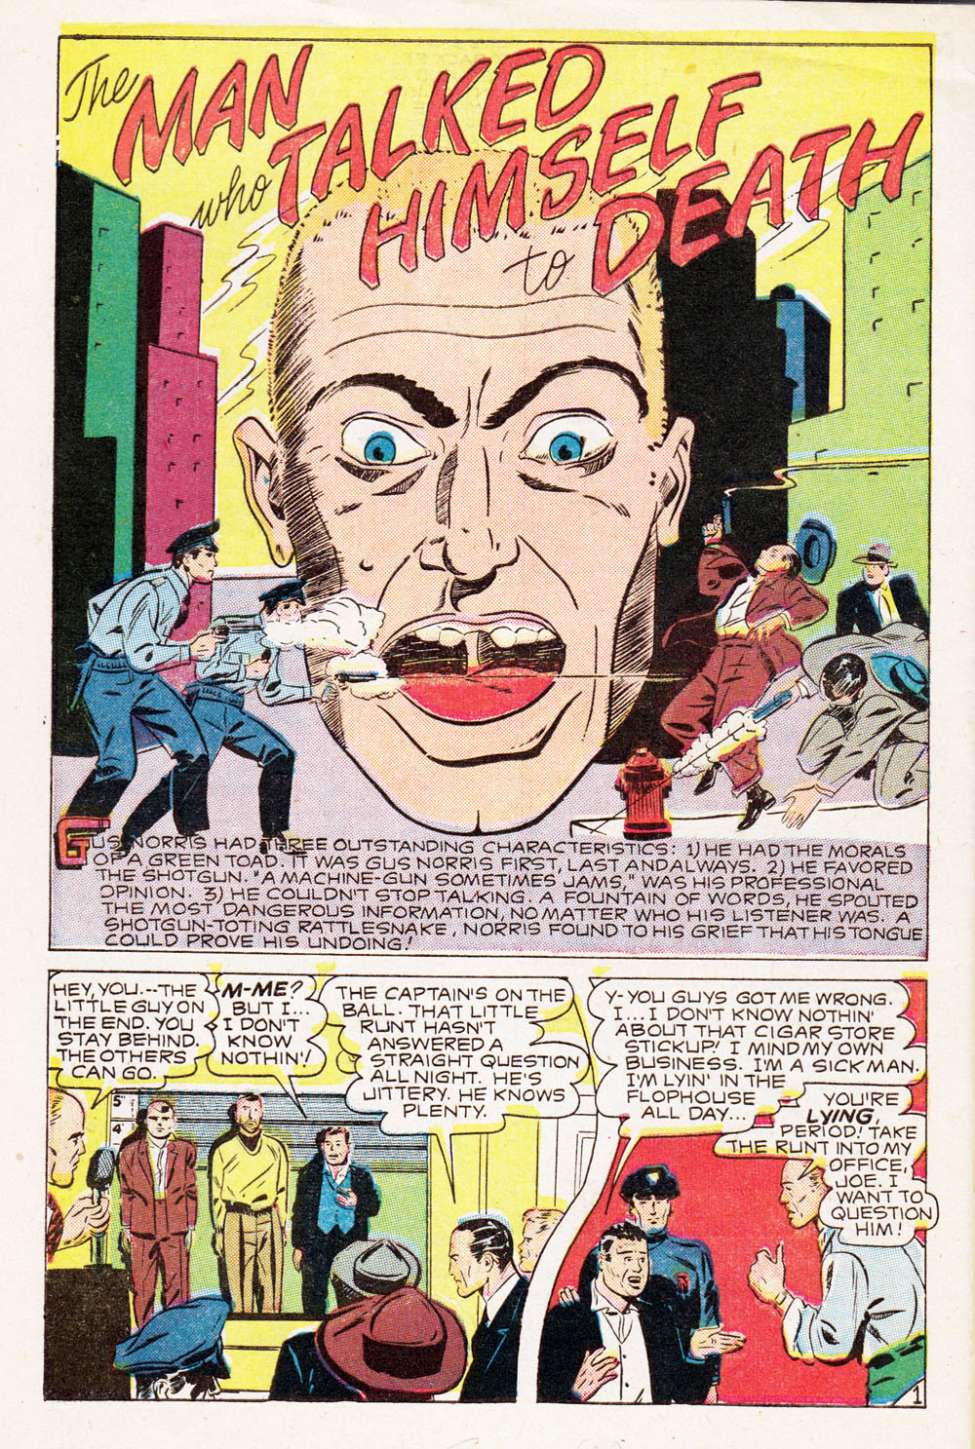 The MAN
who TALKED
HIMSELF
to DEATH
GUS NORRIS HAD THREE OUTSTANDING CHARACTERISTICS: 1) HE HAD THE MORALS
OF A GREEN TOAD. IT WAS GUS NORRIS FIRST, LAST AND ALWAYS. 2) HE FAVORED
THE SHOTGUN. "A MACHINE-GUN SOMETIMES JAMS," WAS HIS PROFESSIONAL
OPINION. 3) HE COULDN'T STOP TALKING. A FOUNTAIN OF WORDS, HE SPOUTED
THE MOST DANGEROUS INFORMATION, NO MATTER WHO HIS LISTENER WAS. A
SHOTGUN-TOTING RATTLESNAKE, NORRIS FOUND TO HIS GRIEF THAT HIS TONGUE
COULD PROVE HIS UNDOING!
HEY, YOU.--THE
LITTLE GUY ON
THE END. YOU
STAY BEHIND.
THE OTHERS
CAN GO.
M-ME?
BUT I...
I DON'T
KNOW
NOTHIN'!
THE CAPTAIN'S ON THE
BALL. THAT LITTLE
RUNT HASN'T
ANSWERED A
STRAIGHT QUESTION
ALL NIGHT. HE'S
JITTERY. HE KNOWS
PLENTY.
5'
4'
Y-YOU GUYS GOT ME WRONG.
I... I DON'T KNOW NOTHIN'
ABOUT THAT CIGAR STORE
STICKUP! I MIND MY OWN
BUSINESS. I'M A SICK MAN.
I'M LYIN' IN THE
FLOPHOUSE
ALL DAY...
YOU'RE
LYING,
PERIOD! TAKE
THE RUNT INTO MY
OFFICE,
JOE. I
WANT TO
QUESTION
HIM!
1